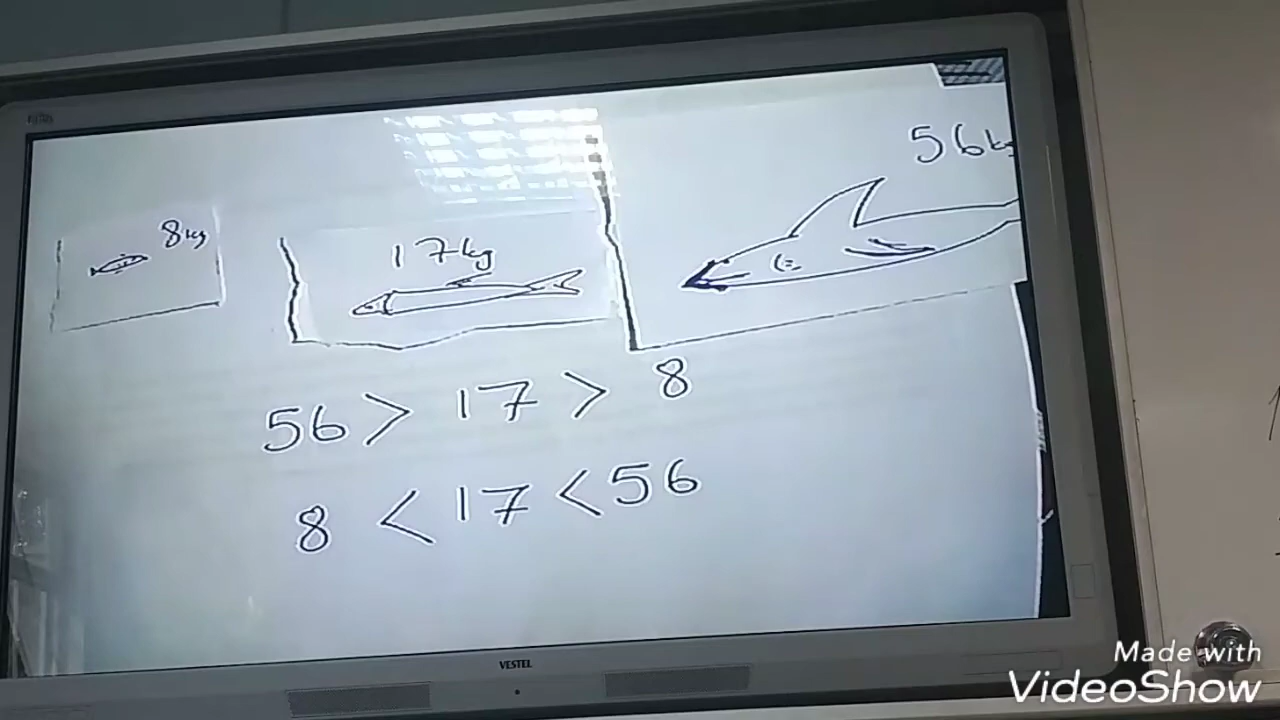 56kg
8kg
17kg
56 > 17 > 8
8 < 17 < 56
VESTEL
Made with
VideoShow